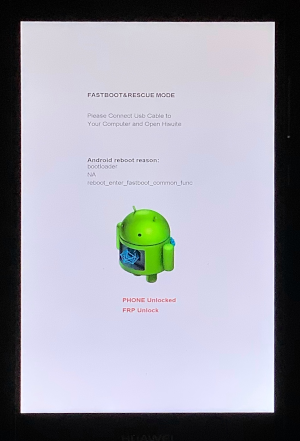 FASTBOOT&RESCUE MODE
Please Connect Usb Cable to
Your Computer and Open Hisuite
Android reboot reason:
bootloader
NA
reboot_enter_fastboot_common_func
PHONE Unlocked
FRP Unlock